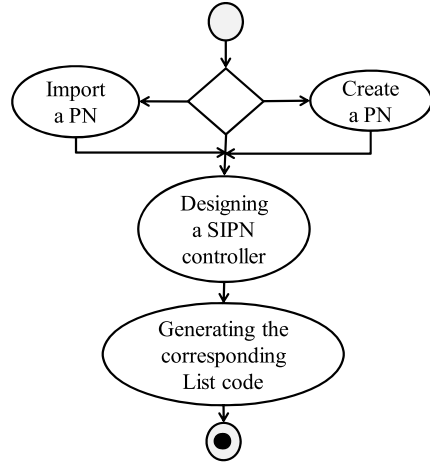 Import
a PN
Create
a PN
Designing
a SIPN
controller
Generating the
corresponding
List code